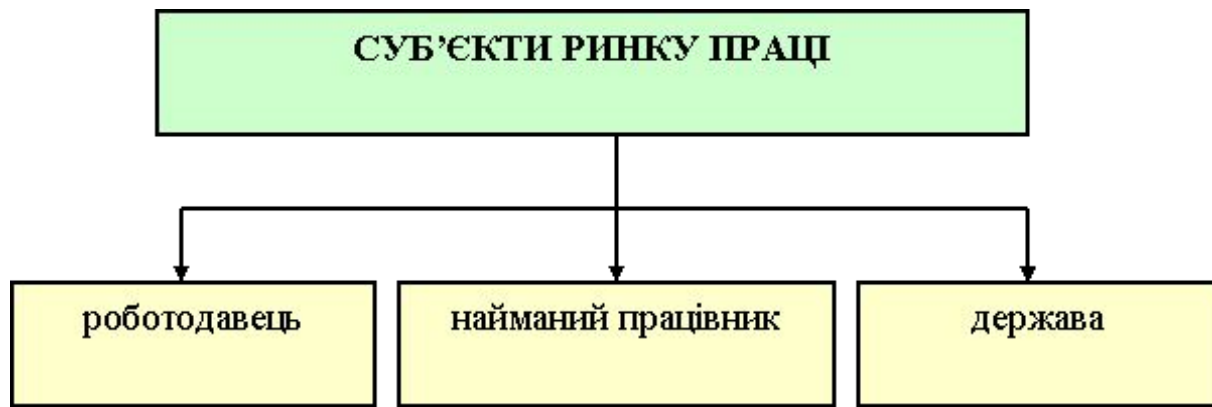 СУБ’ЄКТИ РИНКУ ПРАЦІ
роботодавець
найманий працівник
держава